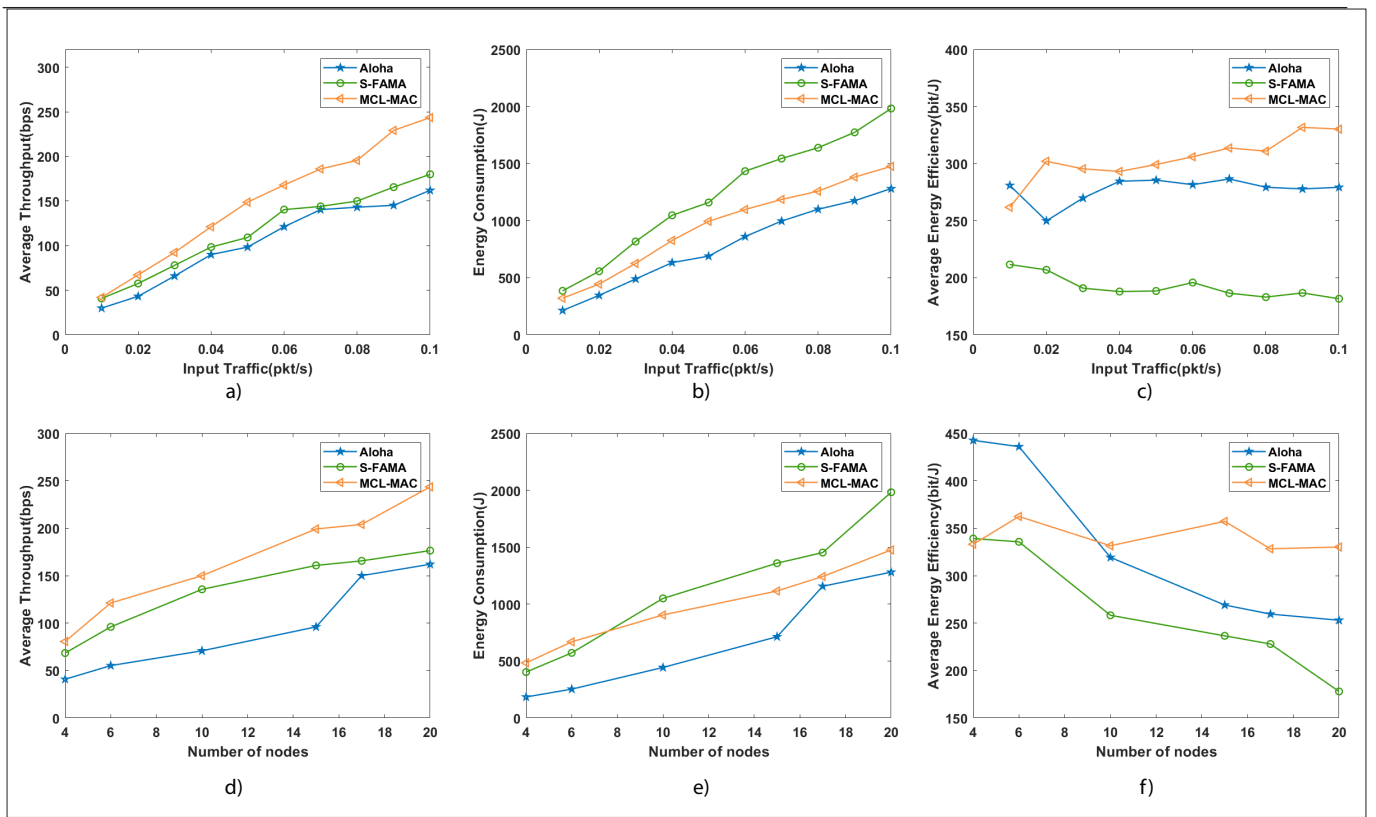 Average Throughput(bps)
300
250
200
150
100
50
0
Aloha
S-FAMA
MCL-MAC
0 0.02 0.04 0.06 0.08 0.1
Input Traffic(pkt/s)
a)
Energy Consumption(J)
2500
2000
1500
1000
500
0
Aloha
S-FAMA
MCL-MAC
0 0.02 0.04 0.06 0.08 0.1
Input Traffic(pkt/s)
b)
Average Energy Efficiency(bit/J)
400
350
300
250
200
150
Aloha
S-FAMA
MCL-MAC
0 0.02 0.04 0.06 0.08 0.1
Input Traffic(pkt/s)
c)
Average Throughput(bps)
300
250
200
150
100
50
0
Aloha
S-FAMA
MCL-MAC
4 6 8 10 12 14 16 18 20
Number of nodes
d)
Energy Consumption(J)
2500
2000
1500
1000
500
0
Aloha
S-FAMA
MCL-MAC
4 6 8 10 12 14 16 18 20
Number of nodes
e)
Average Energy Efficiency(bit/J)
450
400
350
300
250
200
150
Aloha
S-FAMA
MCL-MAC
4 6 8 10 12 14 16 18 20
Number of nodes
f)